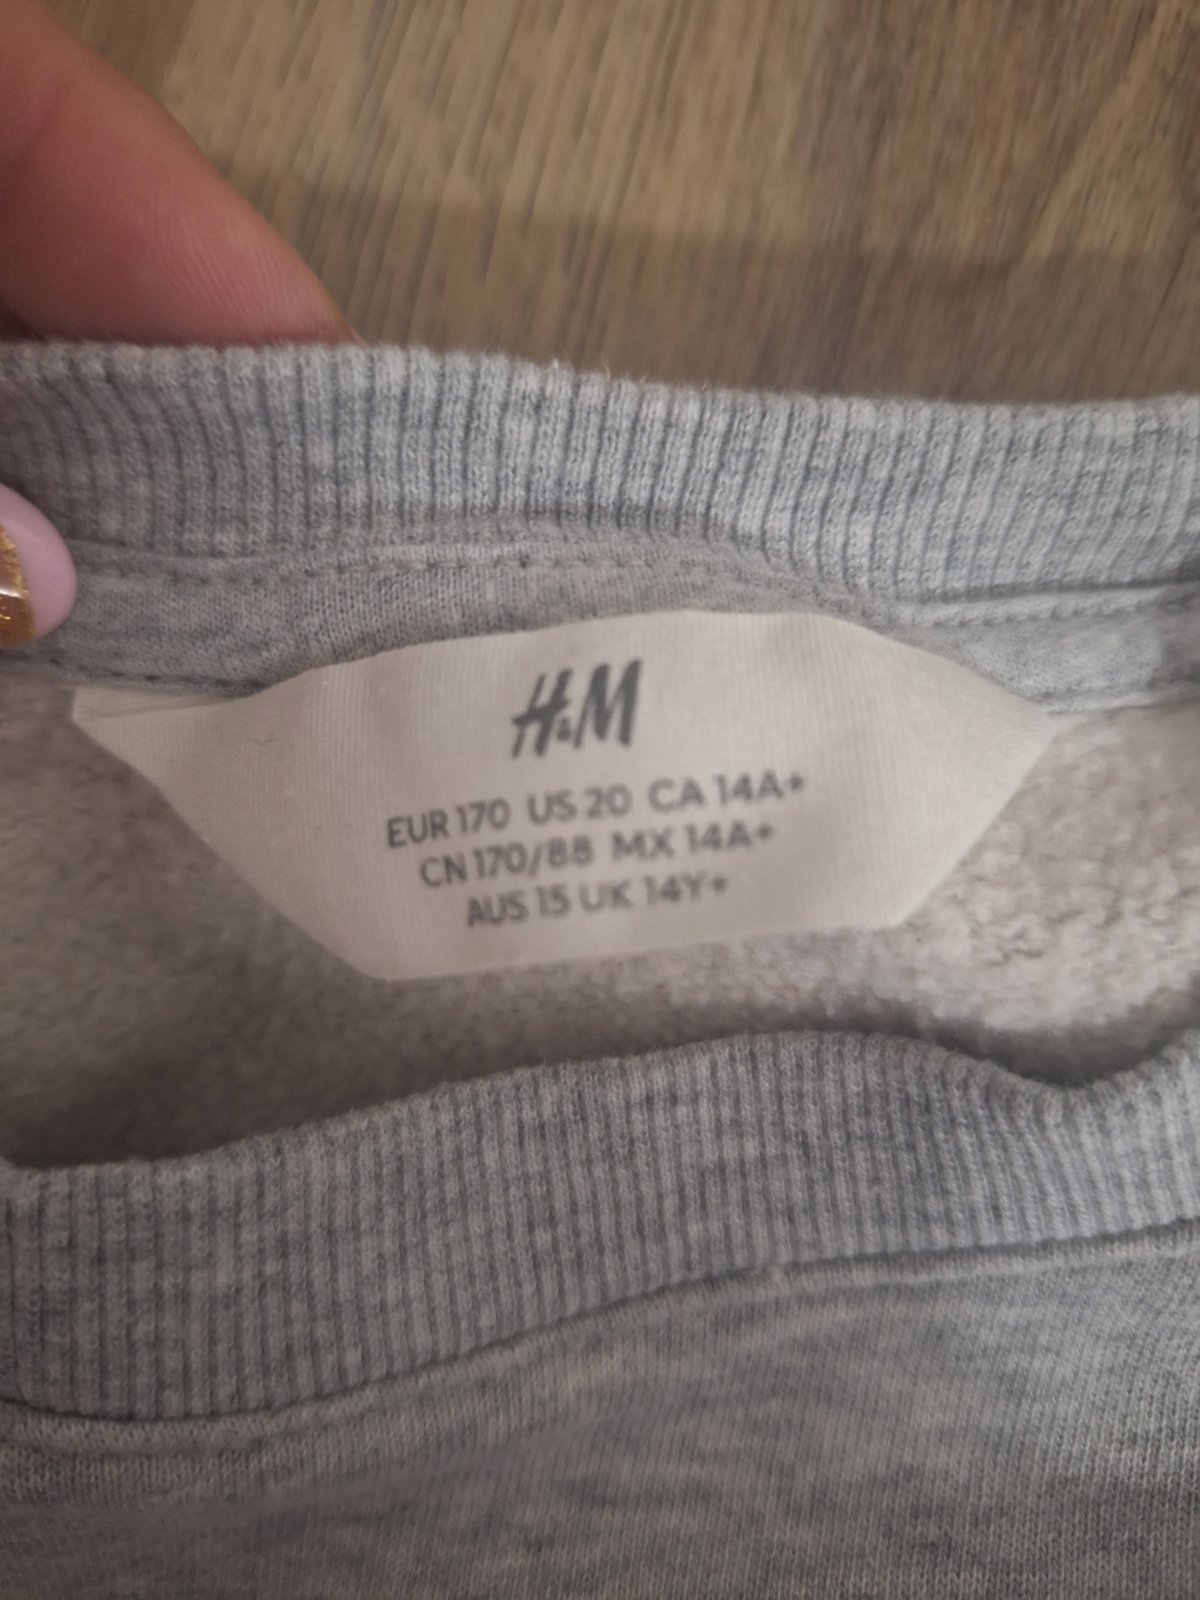 H&M
EUR 170 US 20 CA 14A+
CN 170/88 MX 14A+
AUS 15 UK 14Y+